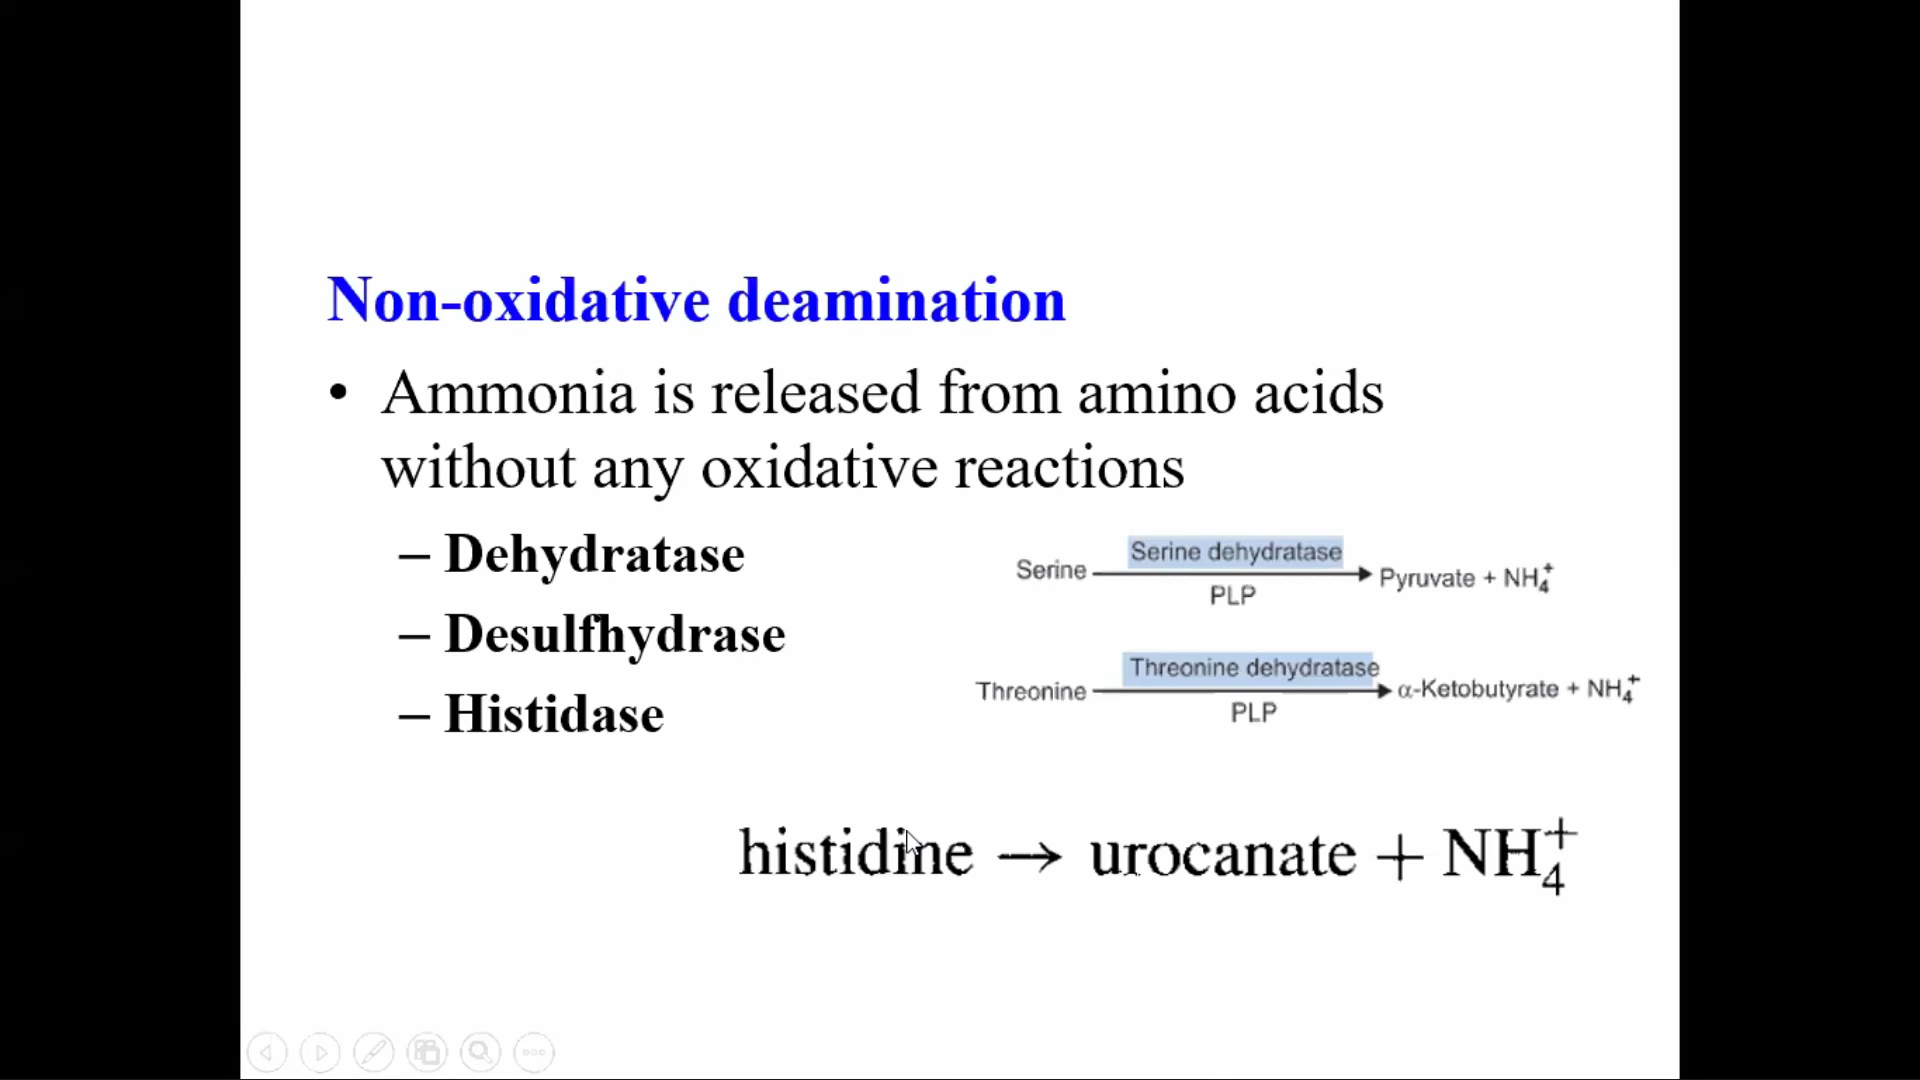 Non-oxidative deamination
• Ammonia is released from amino acids
without any oxidative reactions
– Dehydratase
– Desulfhydrase
– Histidase
Serine dehydratase
Serine → Pyruvate + NH₄⁺
PLP
Threonine dehydratase
Threonine → α-Ketobutyrate + NH₄⁺
PLP
histidine → urocanate + NH₄⁺